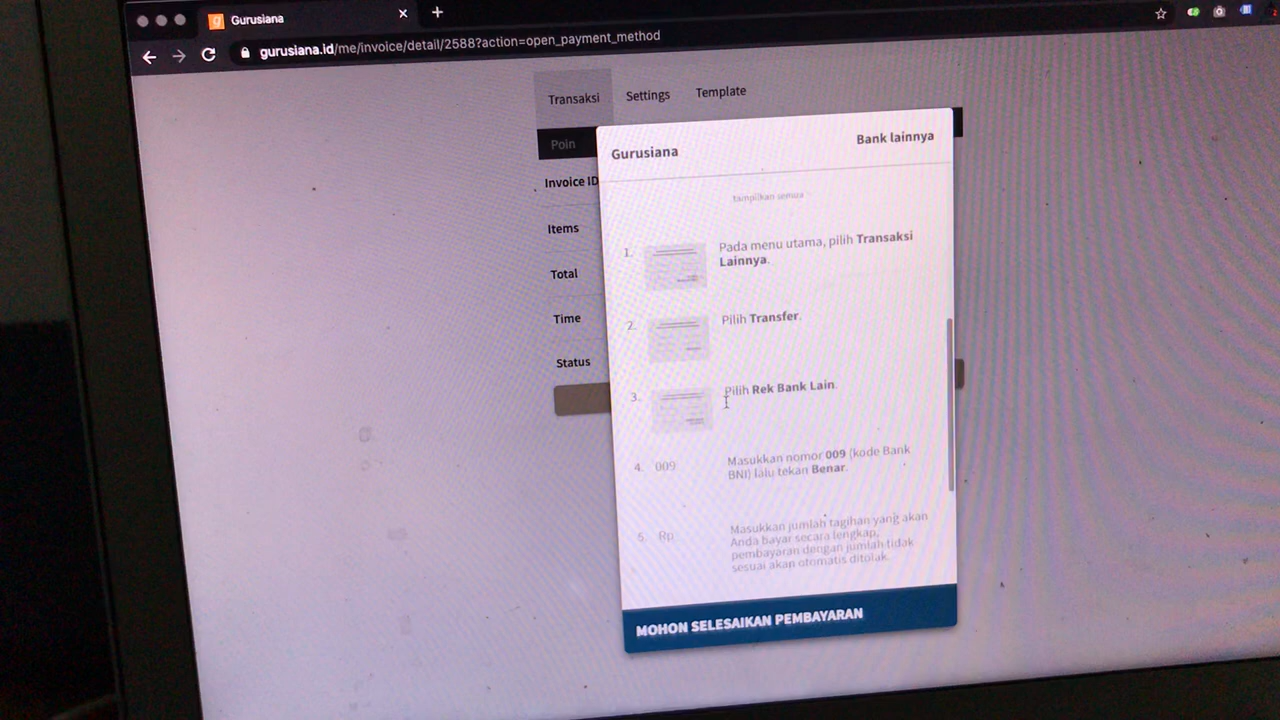 Gurusiana
gurusiana.id/me/invoice/detail/2588?action=open_payment_method
Transaksi Settings Template
Poin
Invoice ID
Items
Total
Time
Status
Gurusiana Bank lainnya
tampilkan semua
1. Pada menu utama, pilih Transaksi
Lainnya.
2. Pilih Transfer.
3. Pilih Rek Bank Lain.
4. 009 Masukkan nomor 009 (kode Bank
BNI) lalu tekan Benar.
5. Rp Masukkan jumlah tagihan yang akan
Anda bayar secara lengkap,
pembayaran dengan jumlah tidak
sesuai akan otomatis ditolak.
MOHON SELESAIKAN PEMBAYARAN